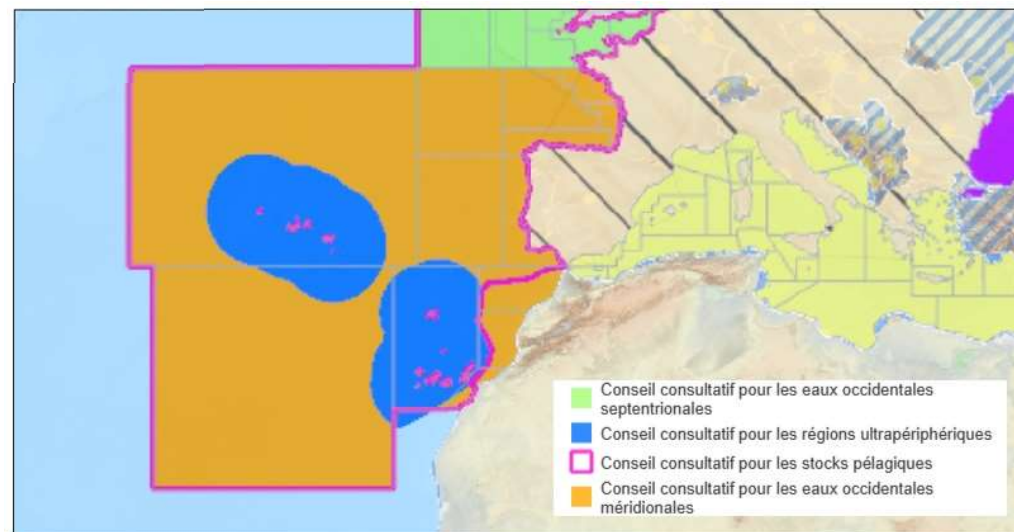 Conseil consultatif pour les eaux occidentales
septentrionales
Conseil consultatif pour les régions ultrapériphériques
Conseil consultatif pour les stocks pélagiques
Conseil consultatif pour les eaux occidentales
méridionales